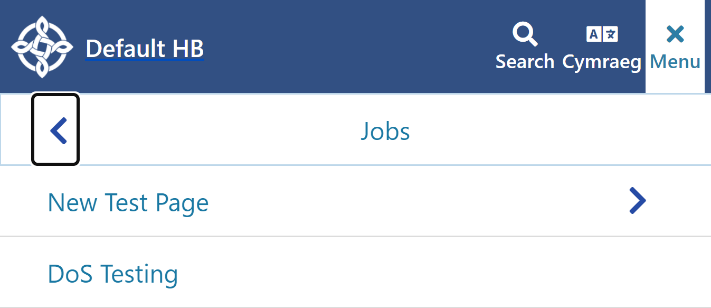 Default HB
Search Cymraeg Menu
Jobs
New Test Page
DoS Testing